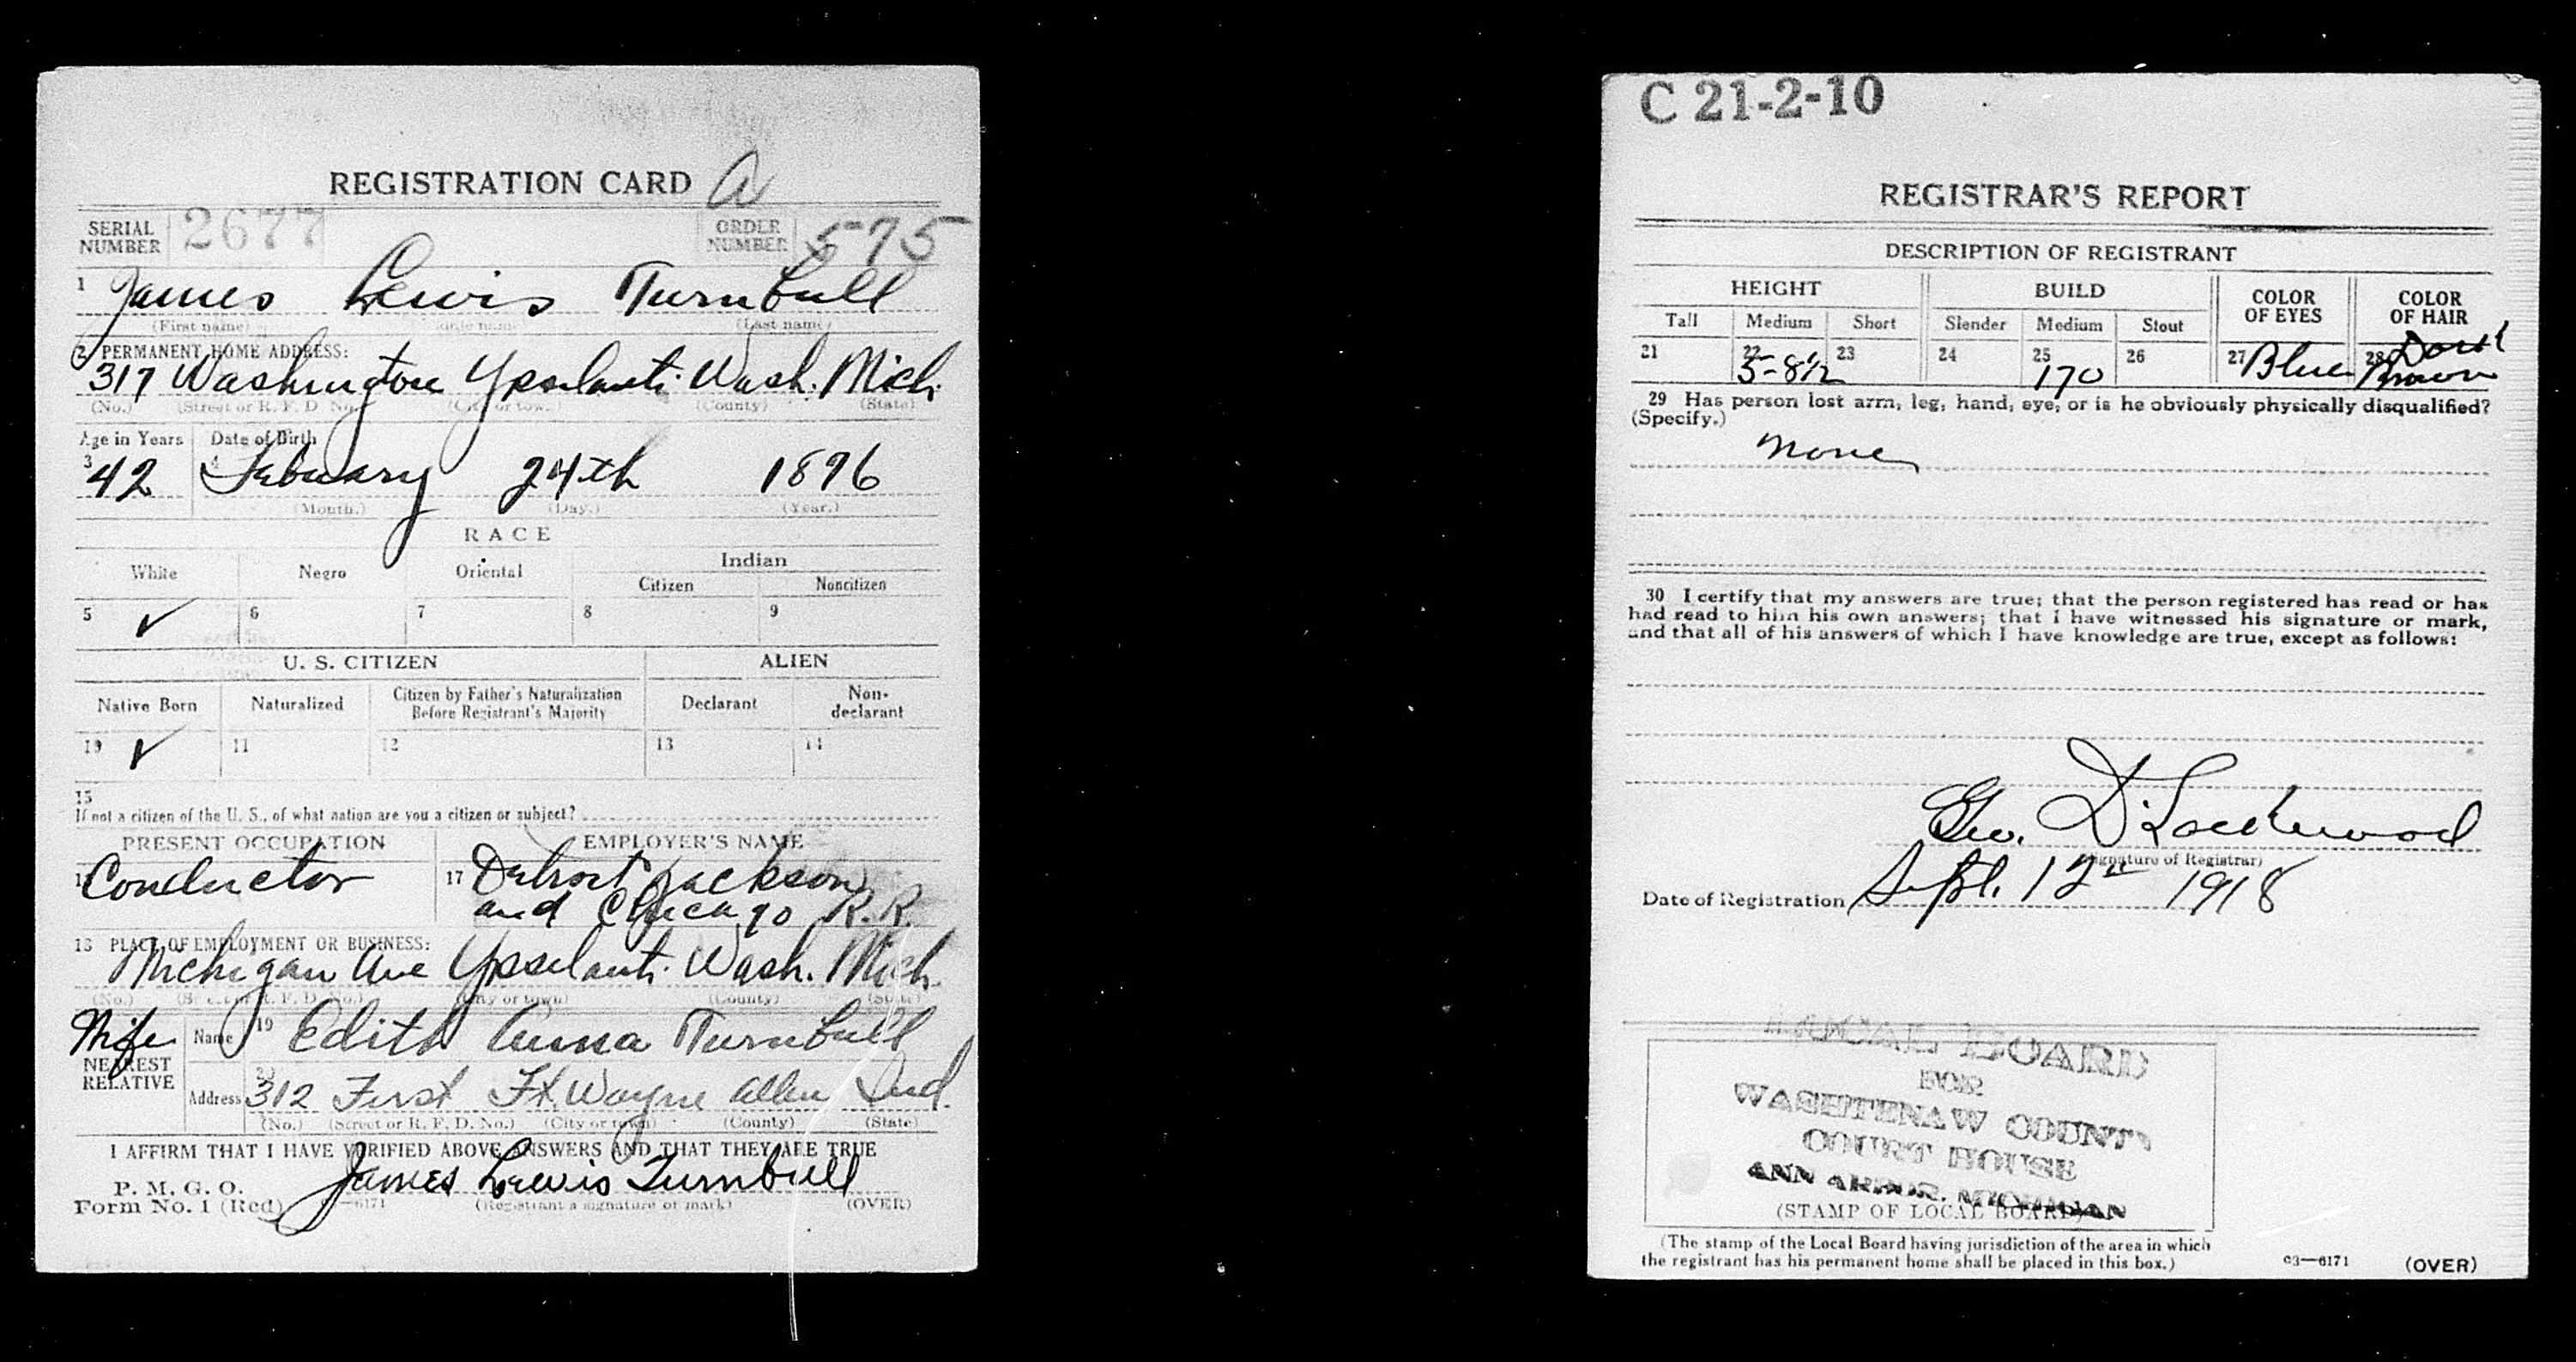 REGISTRATION CARD a
SERIAL NUMBER 2677 ORDER NUMBER 575
1 James Lewis Turnbull
(First name) (Last name)
2 PERMANENT HOME ADDRESS:
317 Washington Ypsilanti Wash. Mich.
(No.) (Street or R. F. D. No.) (City or town) (County) (State)
Age in Years Date of Birth
3 42 4 Febuary 24th 1876
(Month.) (Day.) (Year.)
RACE
White Negro Oriental Indian
Citizen Noncitizen
5 ✓ 6 7 8 9
U. S. CITIZEN ALIEN
Native Born Naturalized Citizen by Father's Naturalization Before Registrant's Majority Declarant Non-declarant
10 ✓ 11 12 13 14
15
If not a citizen of the U. S., of what nation are you a citizen or subject?
PRESENT OCCUPATION EMPLOYER'S NAME
Conductor 17 Detroit Jackson
and Chicago R.R.
18 PLACE OF EMPLOYMENT OR BUSINESS:
Michigan Ave Ypsilanti Wash. Mich.
(No.) (Street or R. F. D. No.) (City or town) (County) (State)
Wife Name 19 Edith Anna Turnbull
NEAREST RELATIVE
Address 20 312 First Ft. Wayne Allen Ind.
(No.) (Street or R. F. D. No.) (City or town) (County) (State)
I AFFIRM THAT I HAVE VERIFIED ABOVE ANSWERS AND THAT THEY ARE TRUE
P. M. G. O.
Form No. 1 (Red) James Lewis Turnbull
—6171 (Registrant's signature or mark) (OVER)
C 21-2-10
REGISTRAR'S REPORT
DESCRIPTION OF REGISTRANT
HEIGHT BUILD COLOR OF EYES COLOR OF HAIR
Tall Medium Short Slender Medium Stout
21 22 5-8½ 23 24 25 170 26 27 Blue 28 Dark Brown
29 Has person lost arm, leg, hand, eye, or is he obviously physically disqualified?
(Specify.)
None
30 I certify that my answers are true; that the person registered has read or has
had read to him his own answers; that I have witnessed his signature or mark,
and that all of his answers of which I have knowledge are true, except as follows:
Geo. D. Lockwood
(Signature of Registrar)
Date of Registration Sept. 12th 1918
LOCAL BOARD
FOR
WASHTENAW COUNTY
COURT HOUSE
ANN ARBOR, MICHIGAN
(STAMP OF LOCAL BOARD)
(The stamp of the Local Board having jurisdiction of the area in which
the registrant has his permanent home shall be placed in this box.)
03—6171 (OVER)